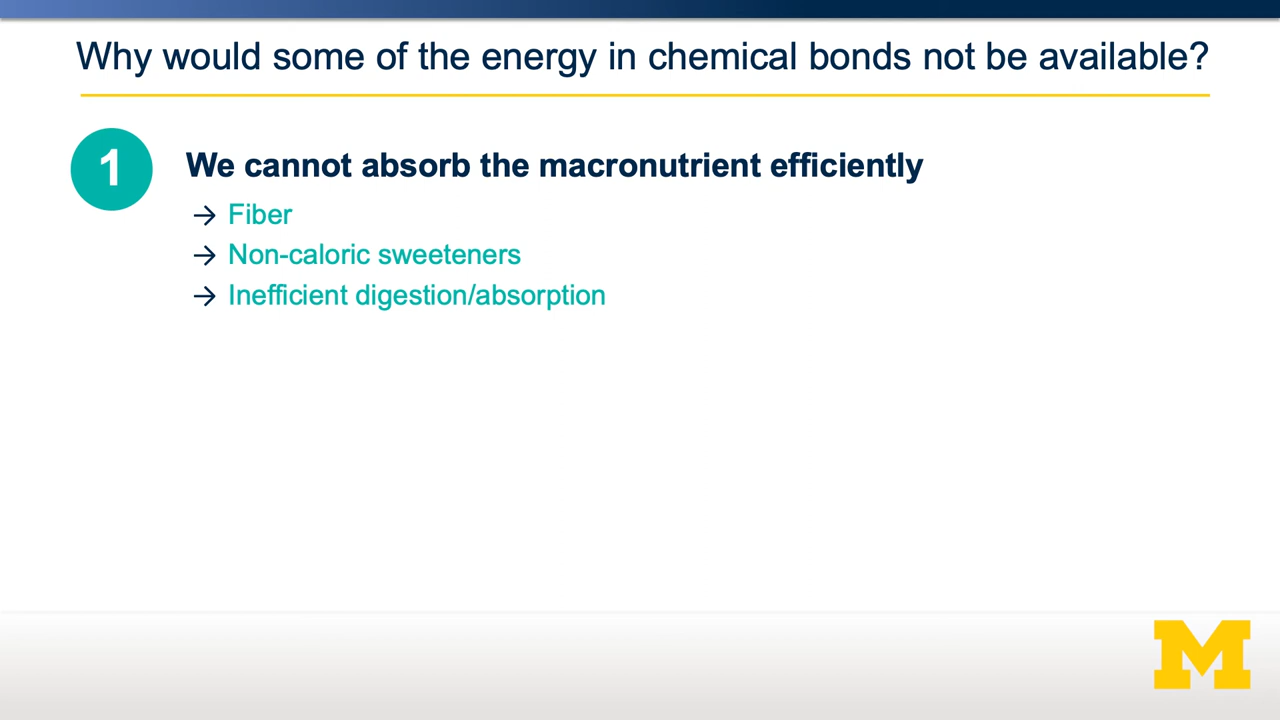 Why would some of the energy in chemical bonds not be available?
1
We cannot absorb the macronutrient efficiently
→ Fiber
→ Non-caloric sweeteners
→ Inefficient digestion/absorption
M